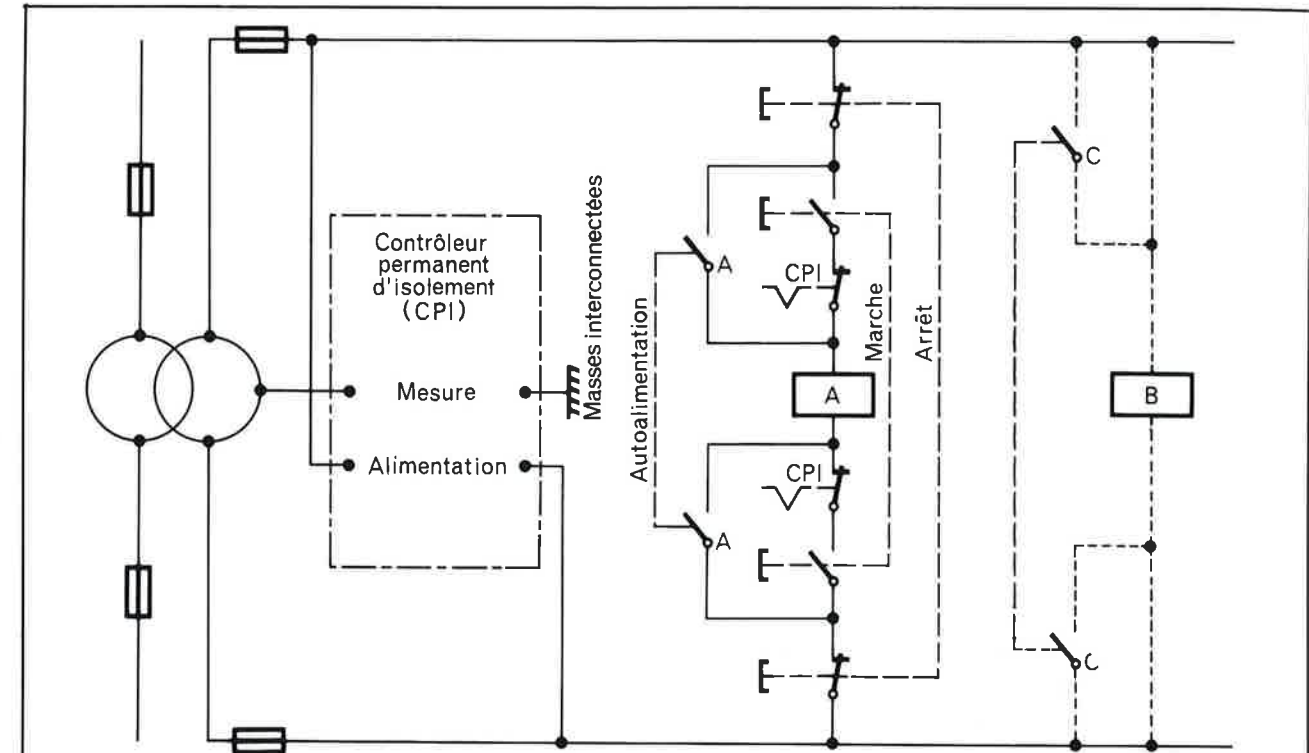 Contrôleur
permanent
d'isolement
(CPI)
Mesure
Alimentation
Masses interconnectées
Autoalimentation
A
CPI
A
CPI
A
Marche
Arrêt
C
B
C